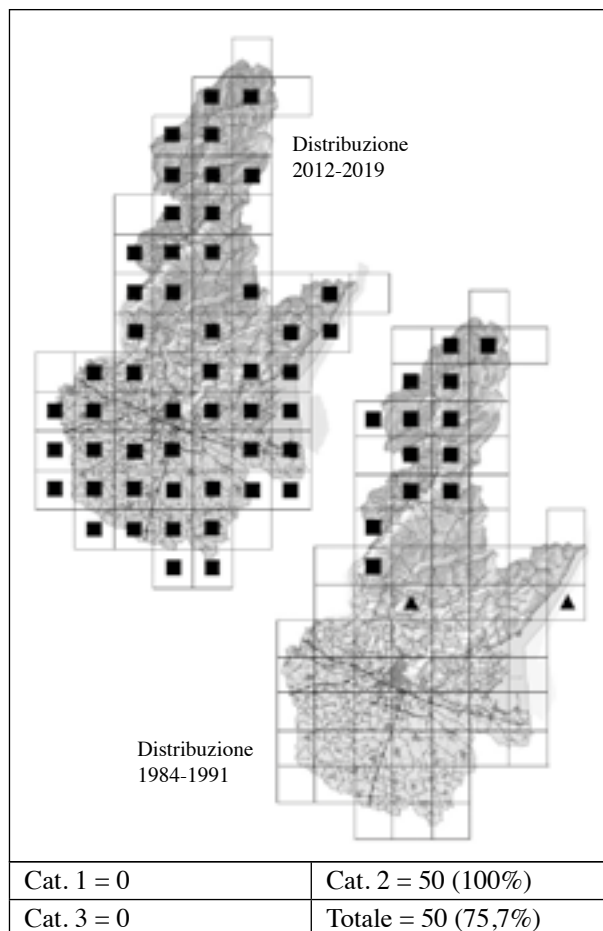 Distribuzione
2012-2019
Distribuzione
1984-1991
Cat. 1 = 0
Cat. 2 = 50 (100%)
Cat. 3 = 0
Totale = 50 (75,7%)